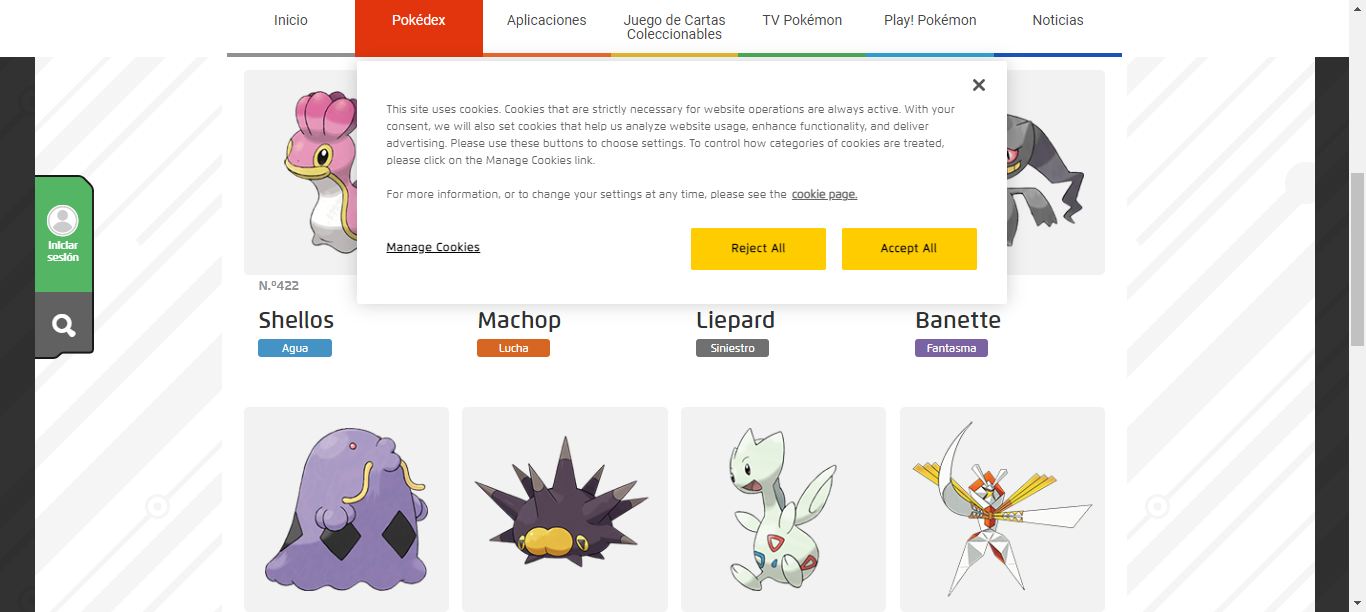 Inicio
Pokédex
Aplicaciones
Juego de Cartas
Coleccionables
TV Pokémon
Play! Pokémon
Noticias
This site uses cookies. Cookies that are strictly necessary for website operations are always active. With your
consent, we will also set cookies that help us analyze website usage, enhance functionality, and deliver
advertising. Please use these buttons to choose settings. To control how categories of cookies are treated,
please click on the Manage Cookies link.
For more information, or to change your settings at any time, please see the cookie page.
Manage Cookies
Reject All
Accept All
Iniciar
sesión
N.º422
Shellos
Machop
Liepard
Banette
Agua
Lucha
Siniestro
Fantasma